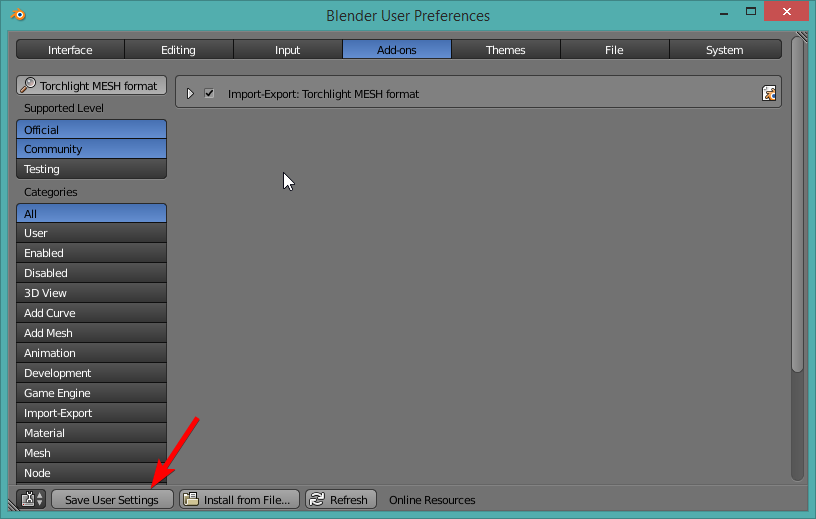 Blender User Preferences
Interface Editing Input Add-ons Themes File System
Torchlight MESH format
Import-Export: Torchlight MESH format
Supported Level
Official
Community
Testing
Categories
All
User
Enabled
Disabled
3D View
Add Curve
Add Mesh
Animation
Development
Game Engine
Import-Export
Material
Mesh
Node
Save User Settings Install from File... Refresh Online Resources